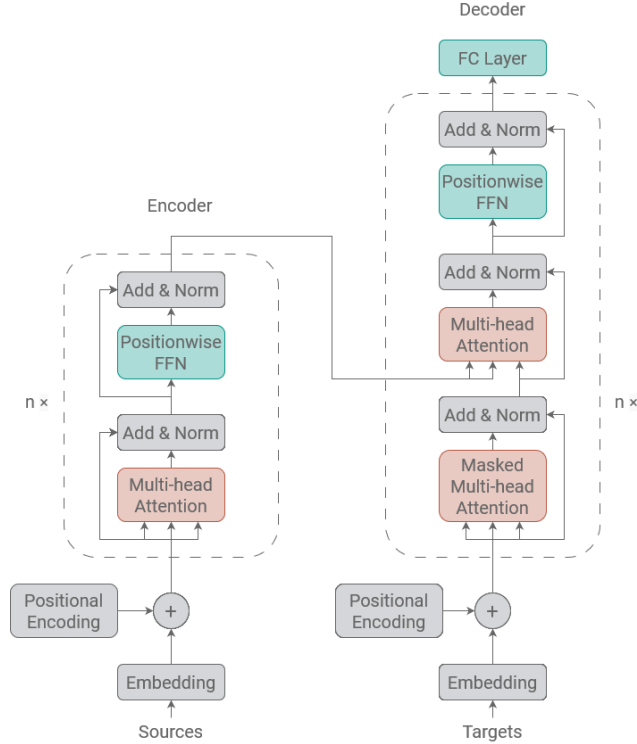 Decoder
FC Layer
Add & Norm
Positionwise
FFN
Add & Norm
Multi-head
Attention
Add & Norm
Masked
Multi-head
Attention
n ×
Positional
Encoding
+
Embedding
Targets
Encoder
Add & Norm
Positionwise
FFN
Add & Norm
Multi-head
Attention
n ×
Positional
Encoding
+
Embedding
Sources